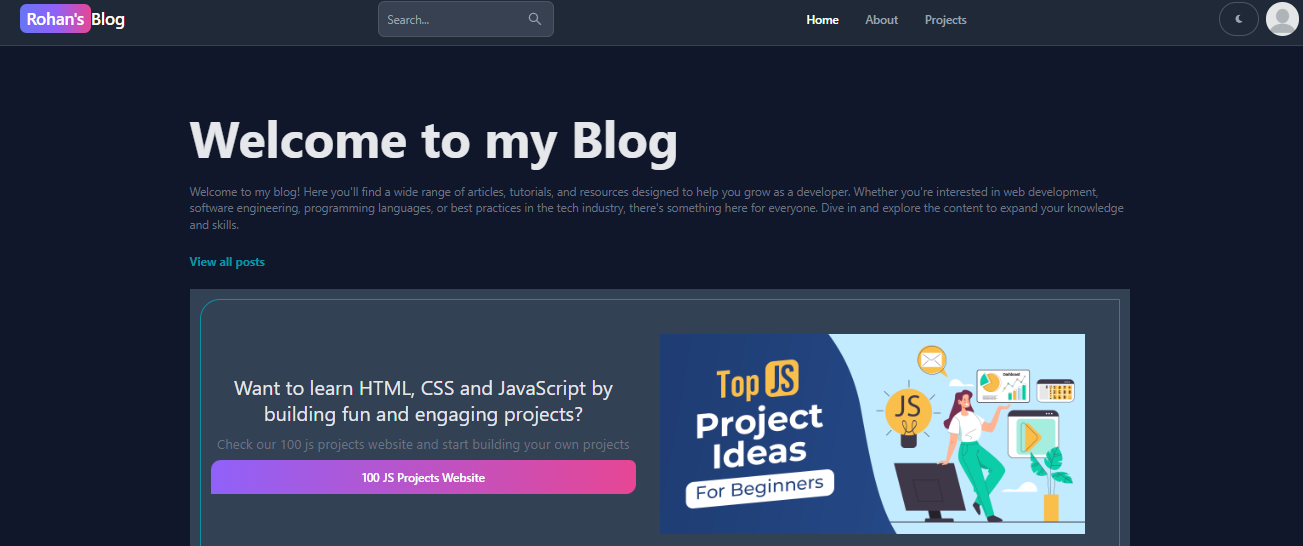 Rohan's Blog
Search...
Home About Projects
Welcome to my Blog
Welcome to my blog! Here you'll find a wide range of articles, tutorials, and resources designed to help you grow as a developer. Whether you're interested in web development,
software engineering, programming languages, or best practices in the tech industry, there's something here for everyone. Dive in and explore the content to expand your knowledge
and skills.
View all posts
Want to learn HTML, CSS and JavaScript by
building fun and engaging projects?
Check our 100 js projects website and start building your own projects
100 JS Projects Website
Top JS
Project
Ideas
For Beginners
JS